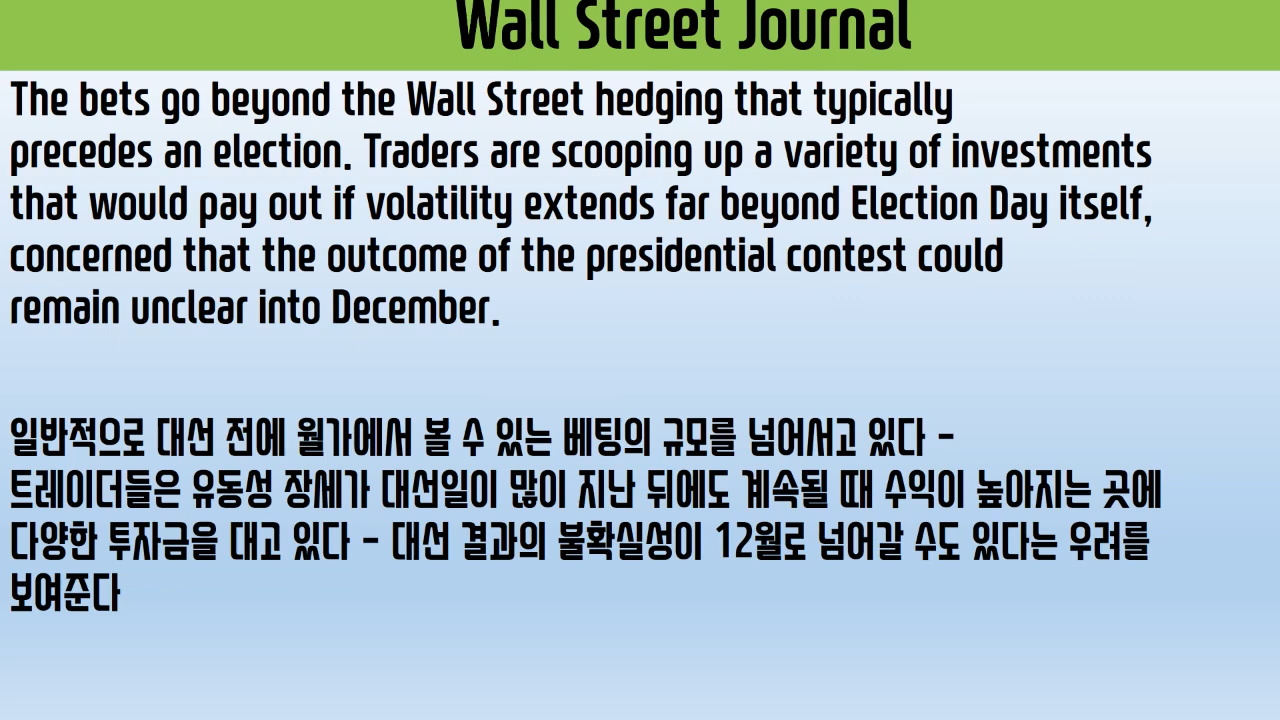 Wall Street Journal
The bets go beyond the Wall Street hedging that typically
precedes an election. Traders are scooping up a variety of investments
that would pay out if volatility extends far beyond Election Day itself,
concerned that the outcome of the presidential contest could
remain unclear into December.
일반적으로 대선 전에 월가에서 볼 수 있는 베팅의 규모를 넘어서고 있다 -
트레이더들은 유동성 장세가 대선일이 많이 지난 뒤에도 계속될 때 수익이 높아지는 곳에
다양한 투자금을 대고 있다 - 대선 결과의 불확실성이 12월로 넘어갈 수도 있다는 우려를
보여준다